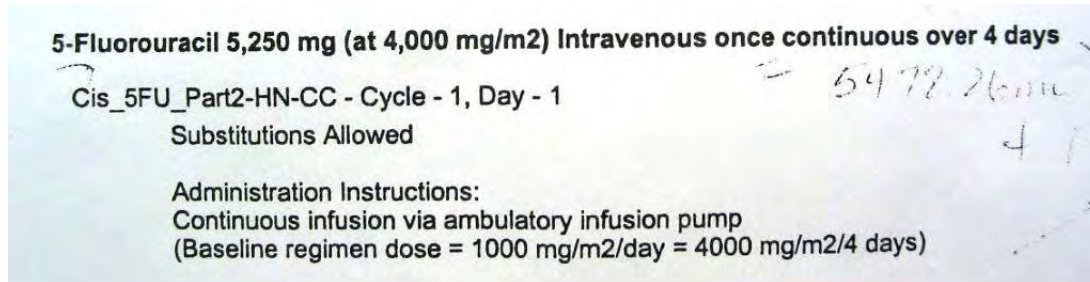 5-Fluorouracil 5,250 mg (at 4,000 mg/m2) Intravenous once continuous over 4 days
Cis_5FU_Part2-HN-CC - Cycle - 1, Day - 1
Substitutions Allowed
4
Administration Instructions:
Continuous infusion via ambulatory infusion pump
(Baseline regimen dose = 1000 mg/m2/day = 4000 mg/m2/4 days)